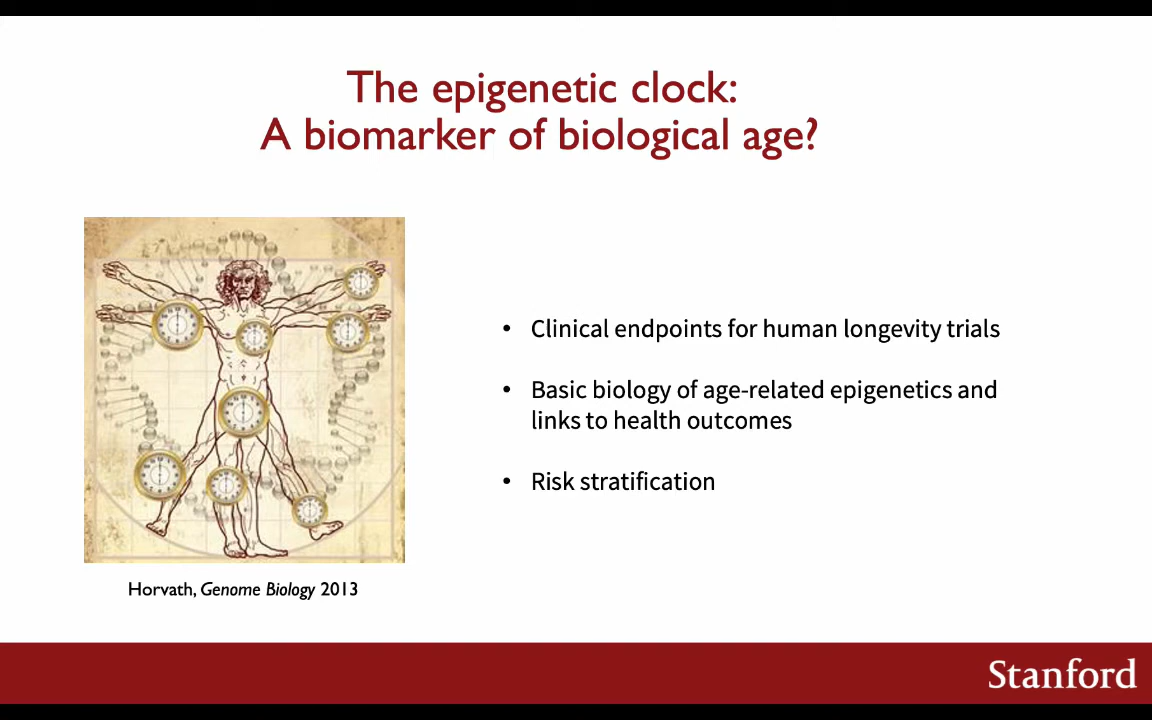 The epigenetic clock:
A biomarker of biological age?
• Clinical endpoints for human longevity trials
• Basic biology of age-related epigenetics and
links to health outcomes
• Risk stratification
Horvath, Genome Biology 2013
Stanford